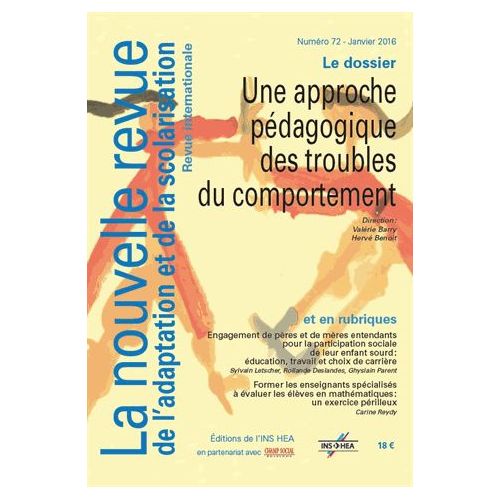 La nouvelle revue
de l'adaptation et de la scolarisation
Revue internationale
Numéro 72 - Janvier 2016
Le dossier
Une approche
pédagogique
des troubles
du comportement
Direction :
Valérie Barry
Hervé Benoit
et en rubriques
Engagement de pères et de mères entendants
pour la participation sociale
de leur enfant sourd :
éducation, travail et choix de carrière
Sylvain Letscher, Rollande Deslandes, Ghyslain Parent
Former les enseignants spécialisés
à évaluer les élèves en mathématiques :
un exercice périlleux
Carine Reydy
Éditions de l'INS HEA
en partenariat avec CHAMP SOCIAL
ÉDITIONS
INS HEA
18 €